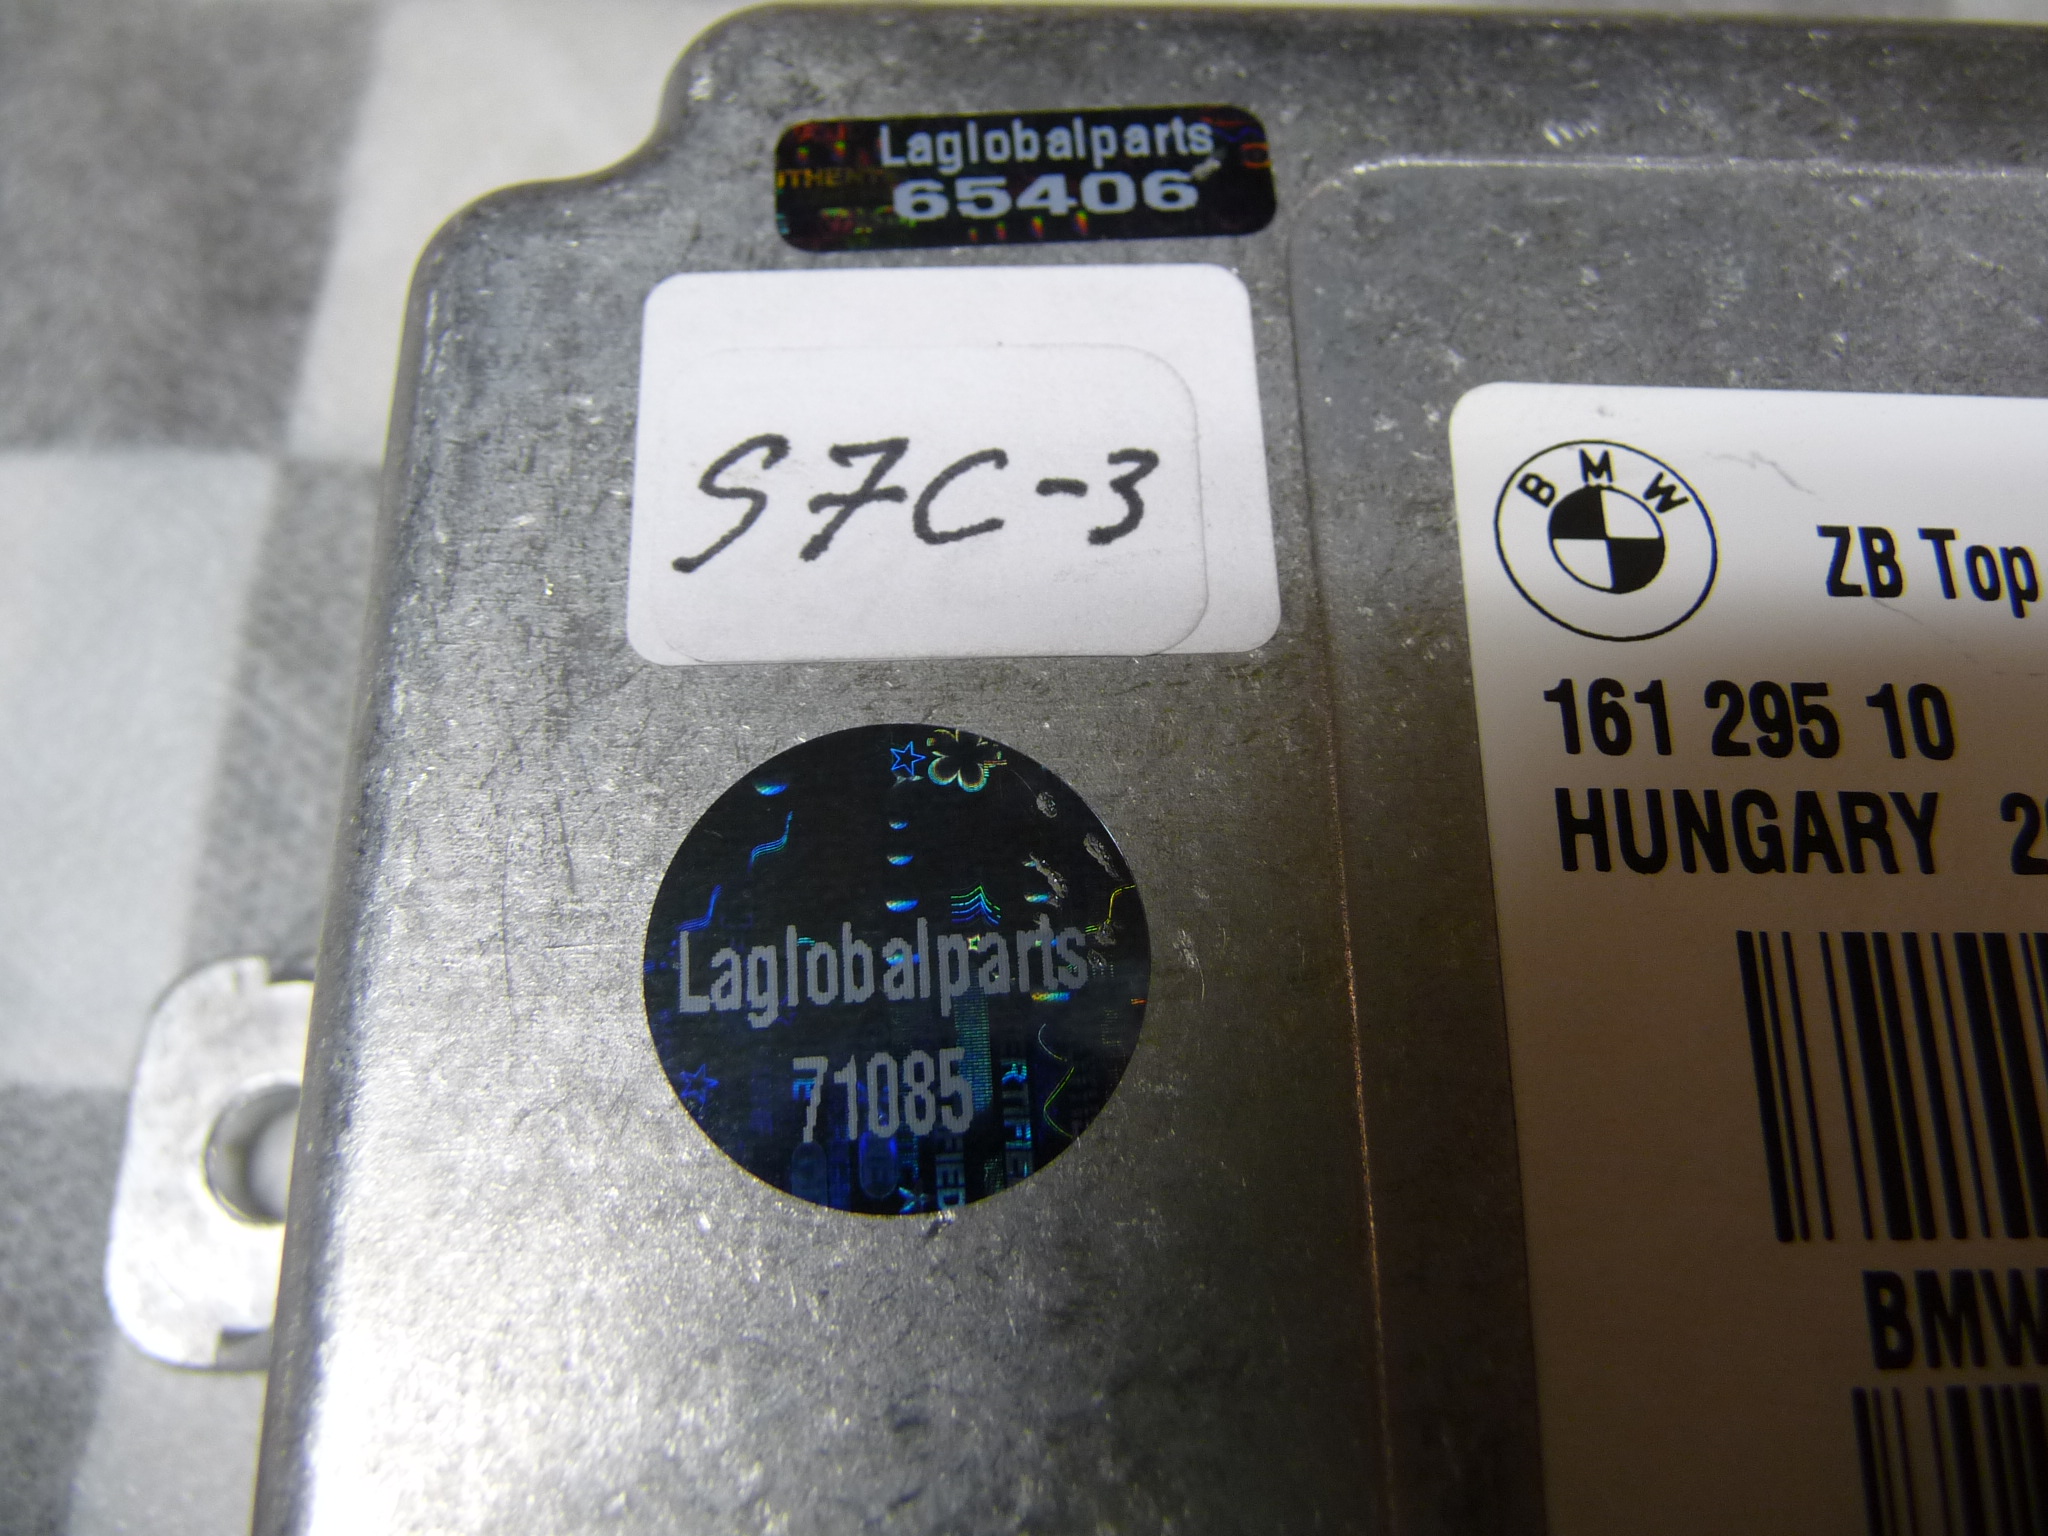 Laglobalparts
65406
S7C-3
BMW
ZB Top
161 295 10
HUNGARY
Laglobalparts
71085
BMW